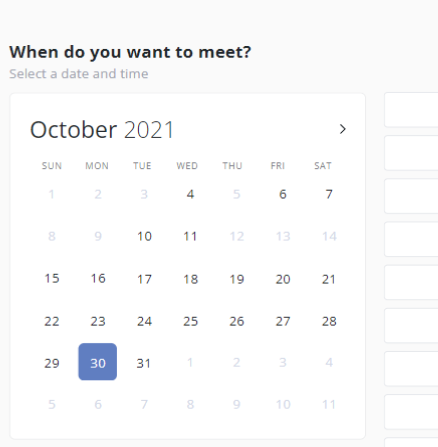 When do you want to meet?
Select a date and time
October 2021
SUN MON TUE WED THU FRI SAT
1 2 3 4 5 6 7
8 9 10 11 12 13 14
15 16 17 18 19 20 21
22 23 24 25 26 27 28
29 30 31 1 2 3 4
5 6 7 8 9 10 11